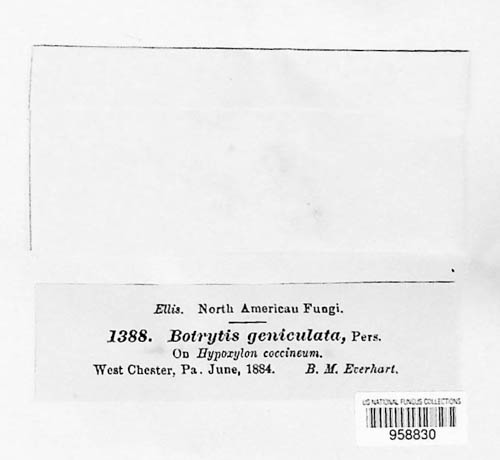 Ellis. North American Fungi.
1388. Botrytis geniculata, Pers.
On Hypoxylon coccineum.
West Chester, Pa. June, 1884. B. M. Everhart.
US NATIONAL FUNGUS COLLECTIONS
958830